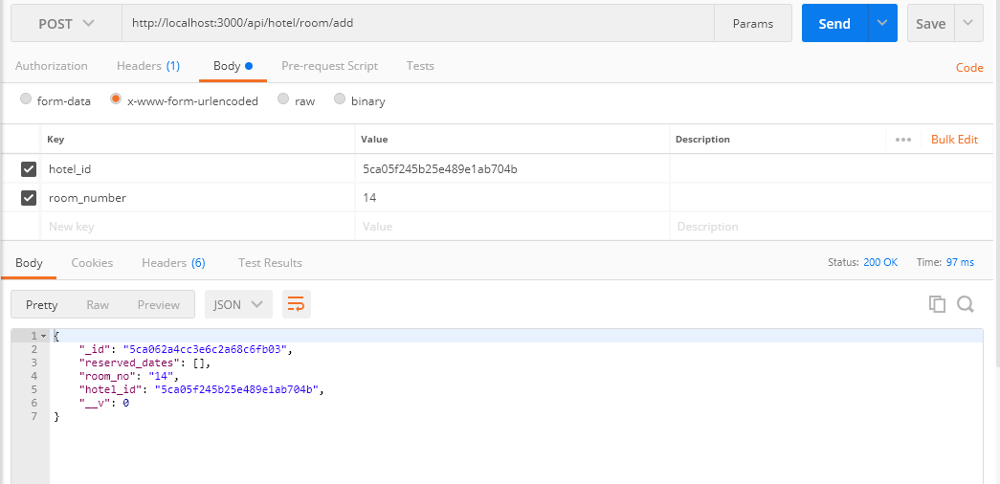 POST http://localhost:3000/api/hotel/room/add Params Send Save
Authorization Headers (1) Body Pre-request Script Tests Code
form-data x-www-form-urlencoded raw binary
Key Value Description ••• Bulk Edit
hotel_id 5ca05f245b25e489e1ab704b
room_number 14
New key Value Description
Body Cookies Headers (6) Test Results Status: 200 OK Time: 97 ms
Pretty Raw Preview JSON
1 {
2 "_id": "5ca062a4cc3e6c2a68c6fb03",
3 "reserved_dates": [],
4 "room_no": "14",
5 "hotel_id": "5ca05f245b25e489e1ab704b",
6 "__v": 0
7 }